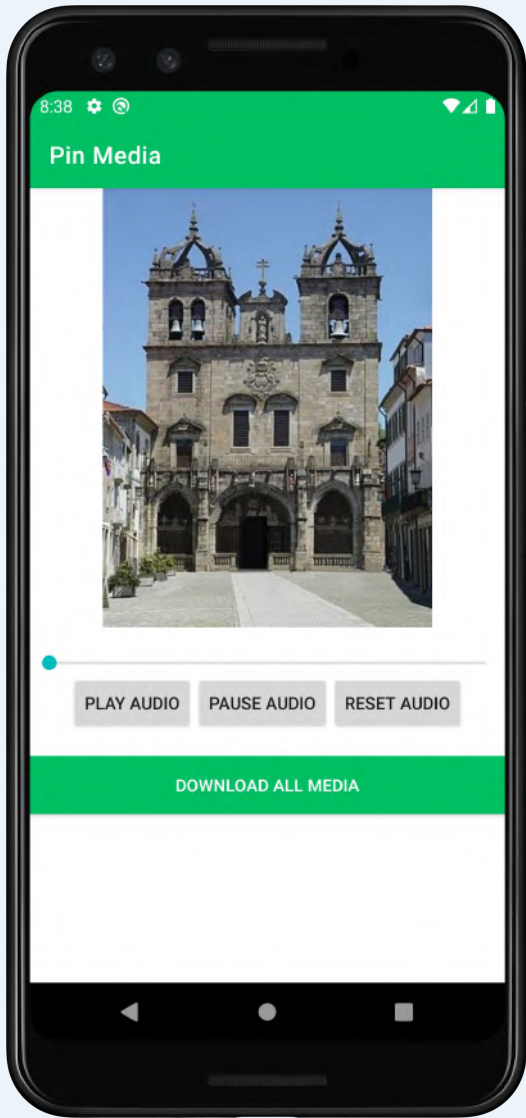 8:38
Pin Media
PLAY AUDIO PAUSE AUDIO RESET AUDIO
DOWNLOAD ALL MEDIA